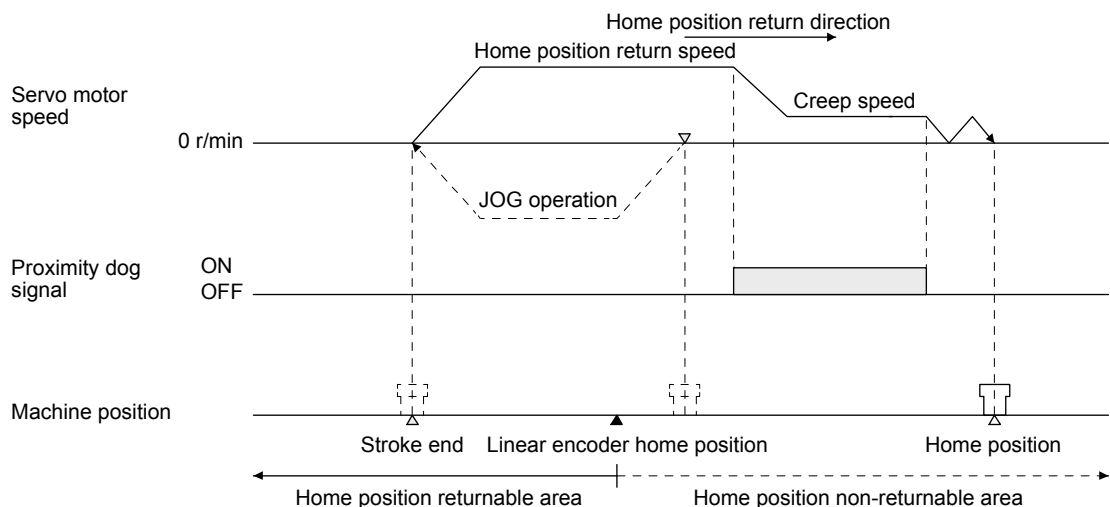 Home position return direction
Home position return speed
Servo motor
speed
Creep speed
0 r/min
JOG operation
Proximity dog
signal
ON
OFF
Machine position
Stroke end
Linear encoder home position
Home position
Home position returnable area
Home position non-returnable area